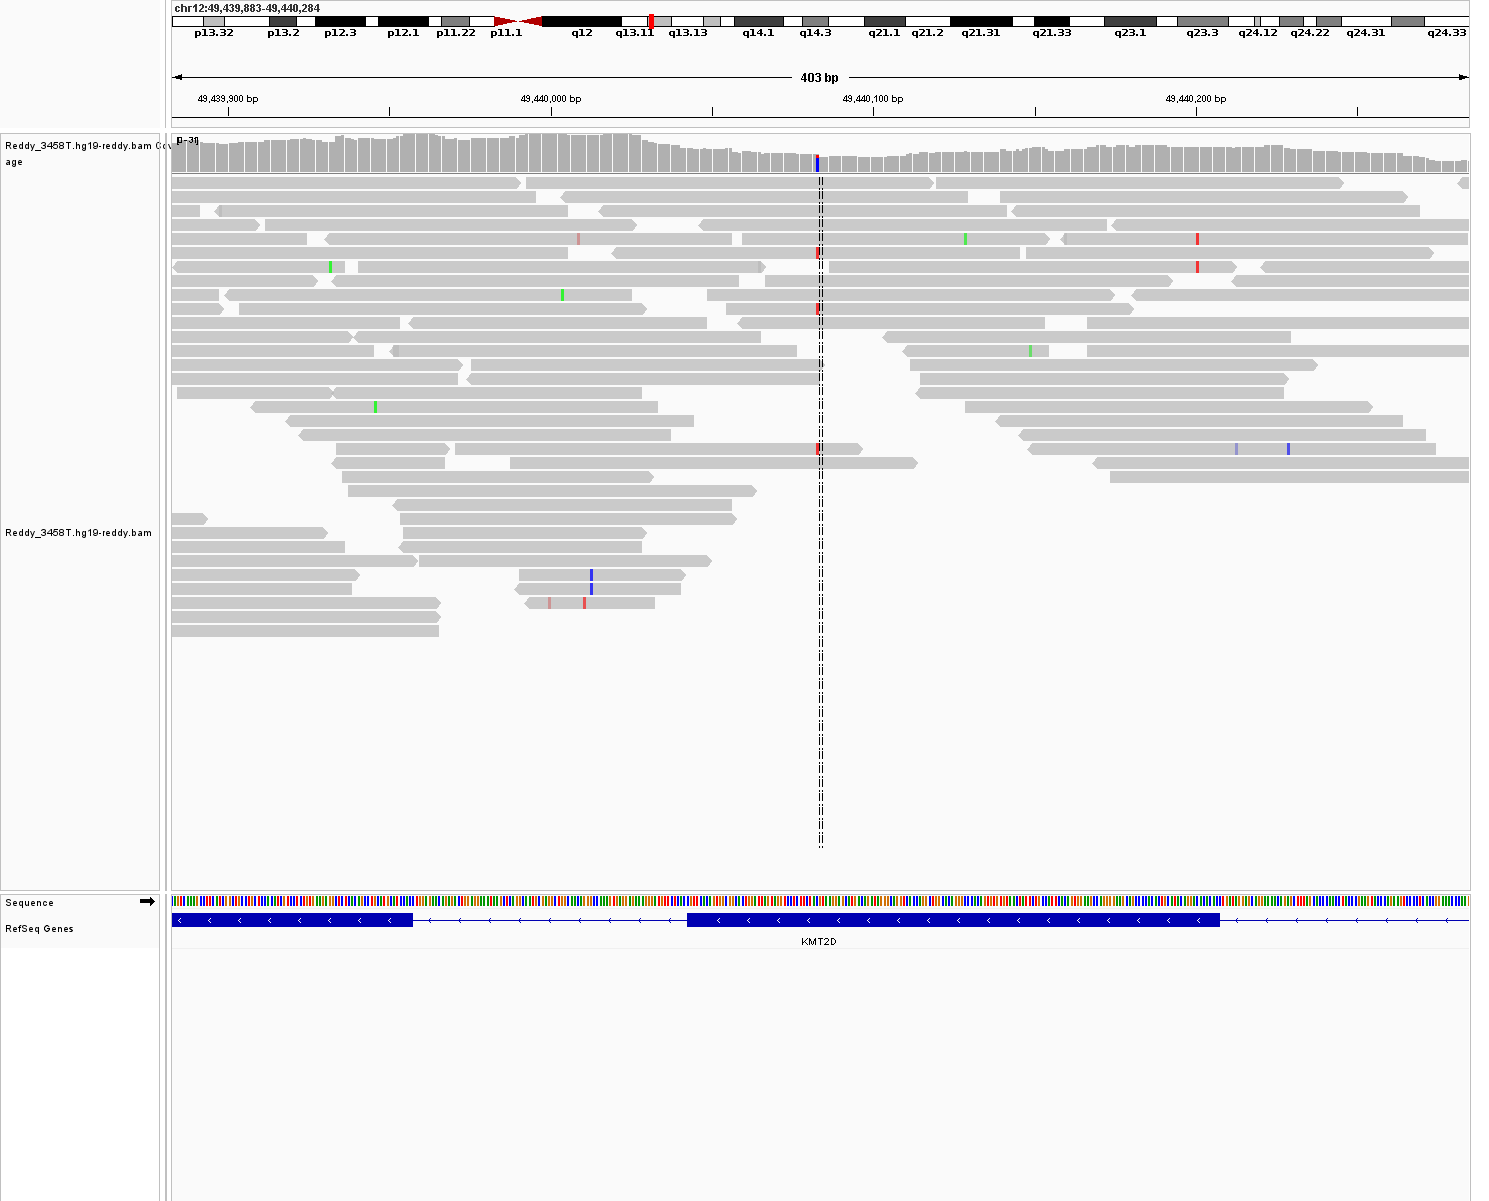 chr12:49,439,883-49,440,284
p13.32 p13.2 p12.3 p12.1 p11.22 p11.1 q12 q13.11 q13.13 q14.1 q14.3 q21.1 q21.2 q21.31 q21.33 q23.1 q23.3 q24.12 q24.22 q24.31 q24.33
403 bp
49,439,900 bp 49,440,000 bp 49,440,100 bp 49,440,200 bp
[0-31]
Reddy_3458T.hg19-reddy.bam Cov
age
Reddy_3458T.hg19-reddy.bam
Sequence
RefSeq Genes
KMT2D